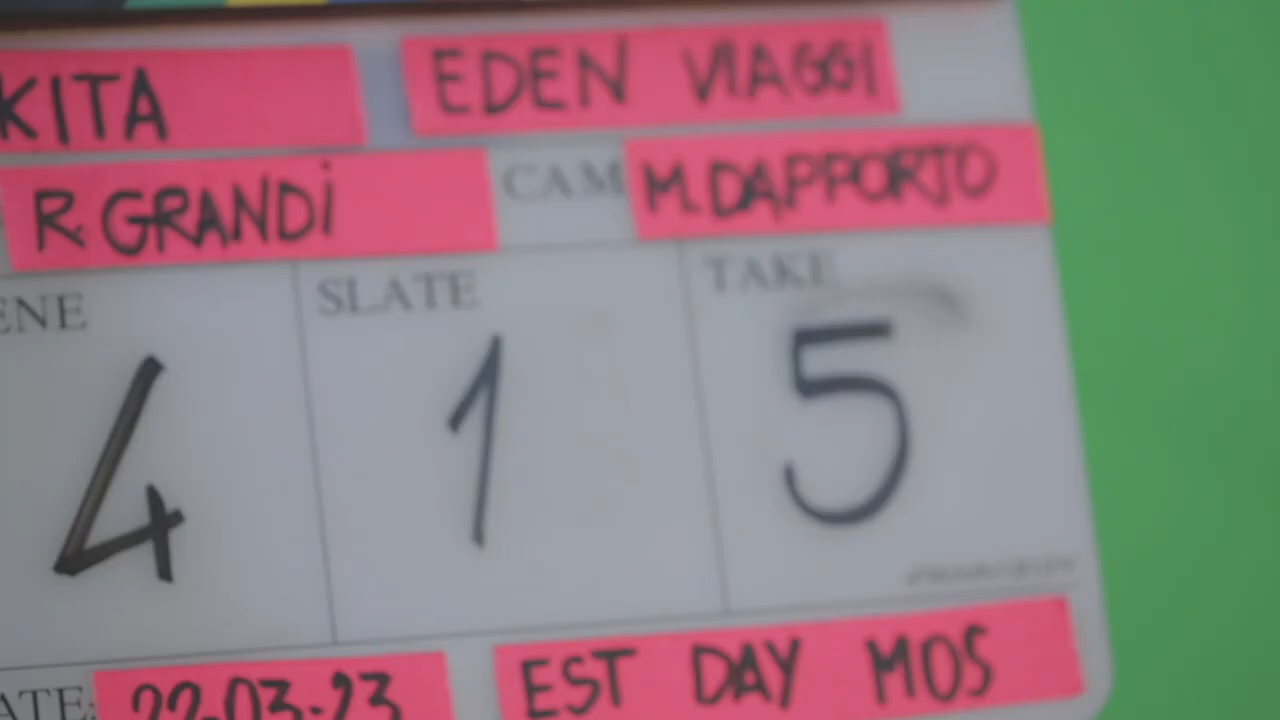 KITA EDEN VIAGGI
R. GRANDI CAM M. DAPPORTO
ENE SLATE TAKE
4 1 5
ATE: 22-03-23 EST DAY MOS